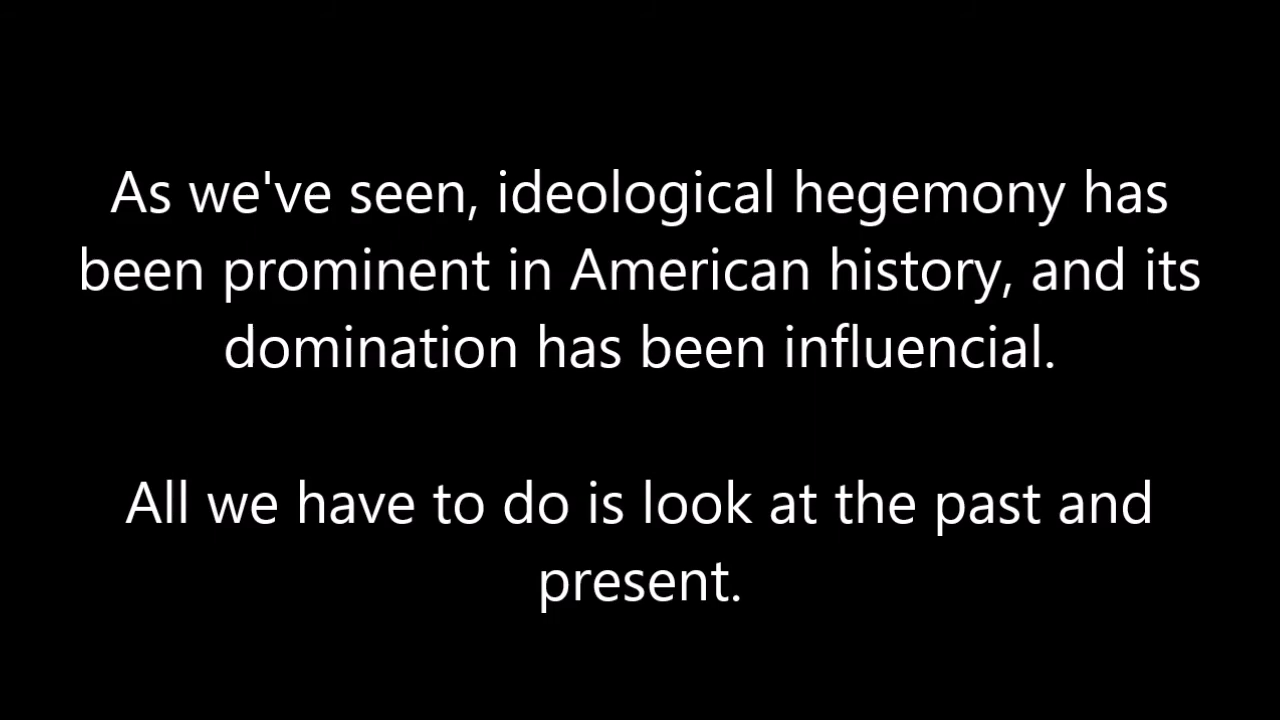 As we've seen, ideological hegemony has
been prominent in American history, and its
domination has been influencial.
All we have to do is look at the past and
present.